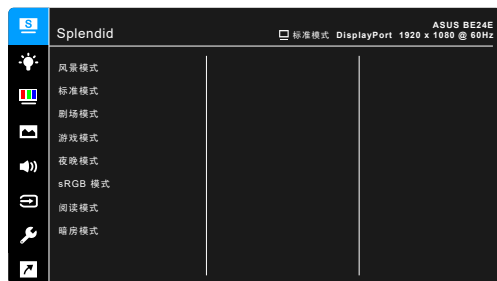 S
ASUS BE24E
Splendid
标准模式 DisplayPort 1920 x 1080 @ 60Hz
风景模式
标准模式
剧场模式
游戏模式
夜晚模式
sRGB 模式
阅读模式
暗房模式